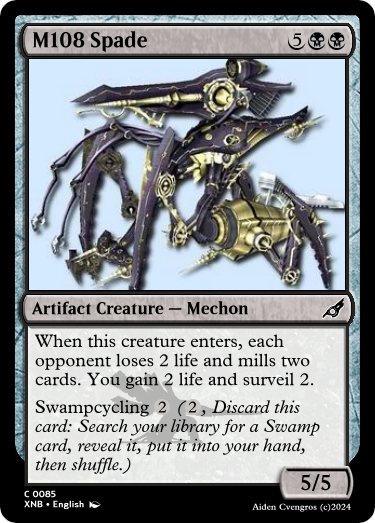 M108 Spade 5
Artifact Creature — Mechon
When this creature enters, each
opponent loses 2 life and mills two
cards. You gain 2 life and surveil 2.
Swampcycling 2 (2, Discard this
card: Search your library for a Swamp
card, reveal it, put it into your hand,
then shuffle.)
5/5
C 0085
XNB • English
Aiden Cvengros (c)2024